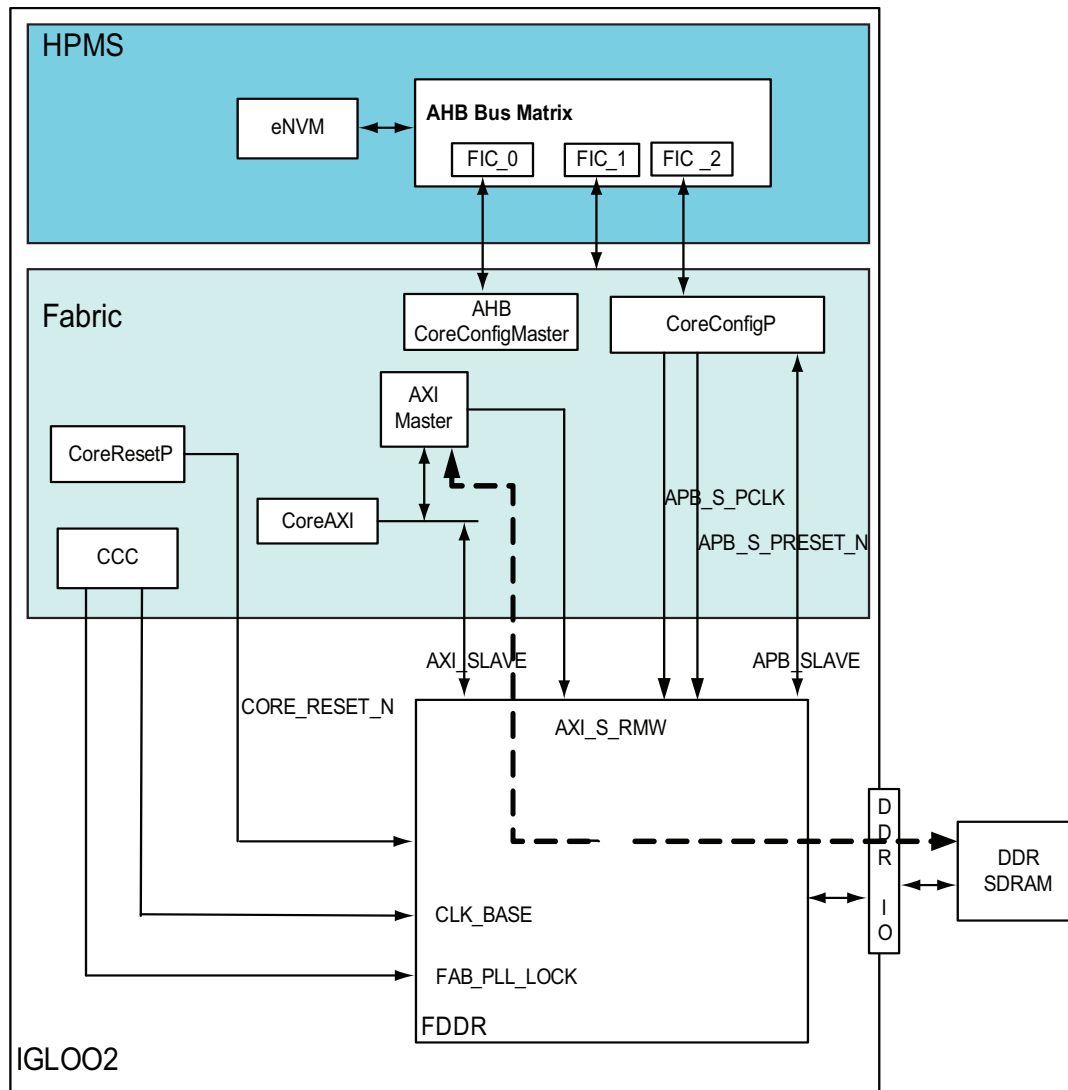 HPMS
AHB Bus Matrix
eNVM
FIC_0
FIC_1
FIC _2
Fabric
AHB
CoreConfigMaster
CoreConfigP
AXI
Master
CoreResetP
APB_S_PCLK
CoreAXI
APB_S_PRESET_N
CCC
AXI_SLAVE
APB_SLAVE
CORE_RESET_N
AXI_S_RMW
D
D
R
I
O
DDR
SDRAM
CLK_BASE
FAB_PLL_LOCK
FDDR
IGLOO2